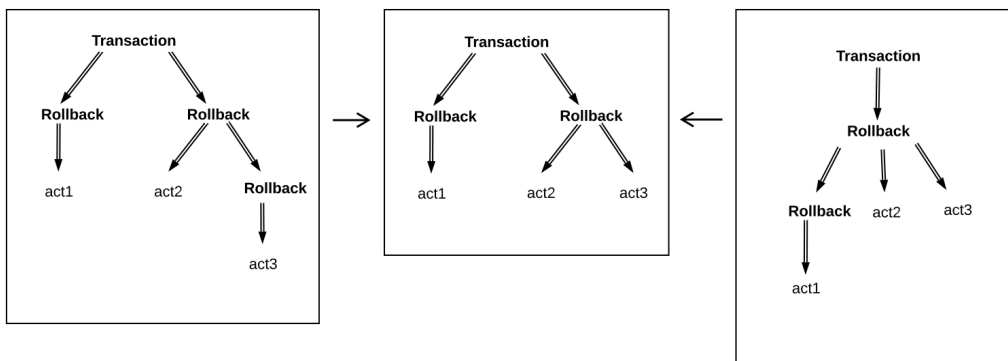 Transaction
Rollback Rollback
act1 act2 Rollback
act3
Transaction
Rollback Rollback
act1 act2 act3
Transaction
Rollback
Rollback act2 act3
act1